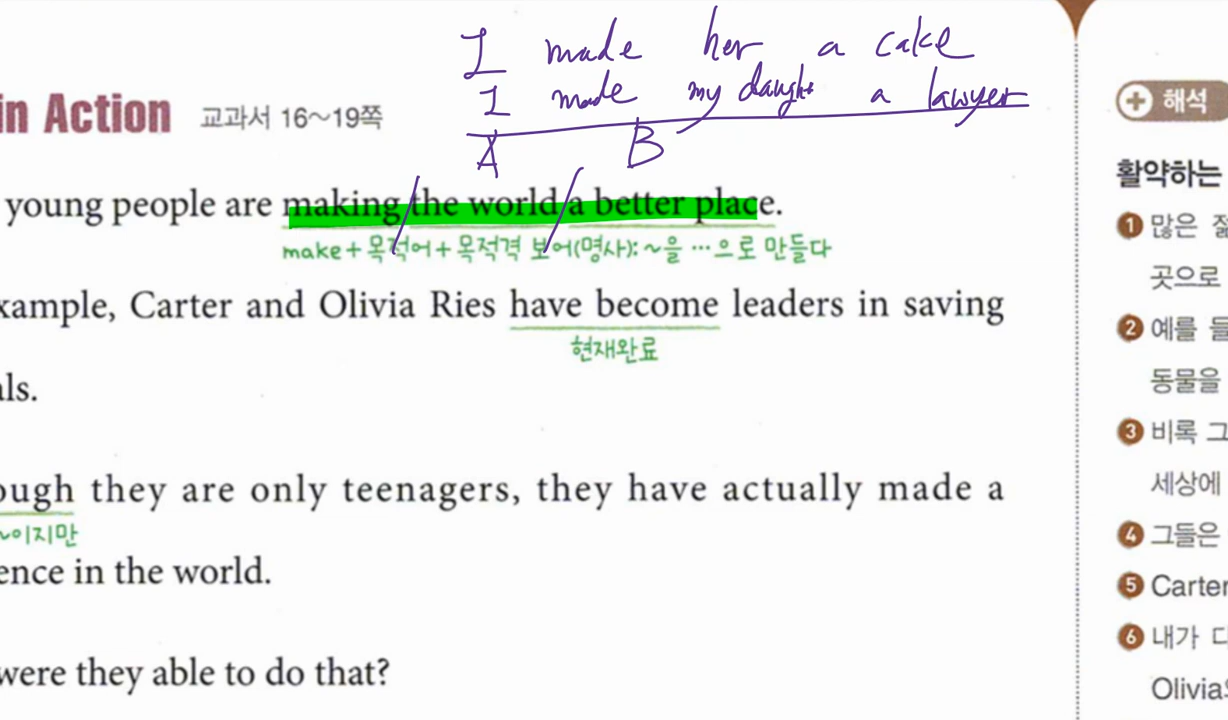 I made her a cake
I made my daught a lawyer
A B
in Action 교과서 16~19쪽
young people are making the world a better place.
make+목적어+목적격 보어(명사): ~을 …으로 만들다
xample, Carter and Olivia Ries have become leaders in saving
현재완료
als.
ough they are only teenagers, they have actually made a
~이지만
ence in the world.
were they able to do that?
해석
활약하는
1 많은 젊
곳으로
2 예를 들
동물을
3 비록 그
세상에
4 그들은
5 Carter
6 내가 다
Olivia